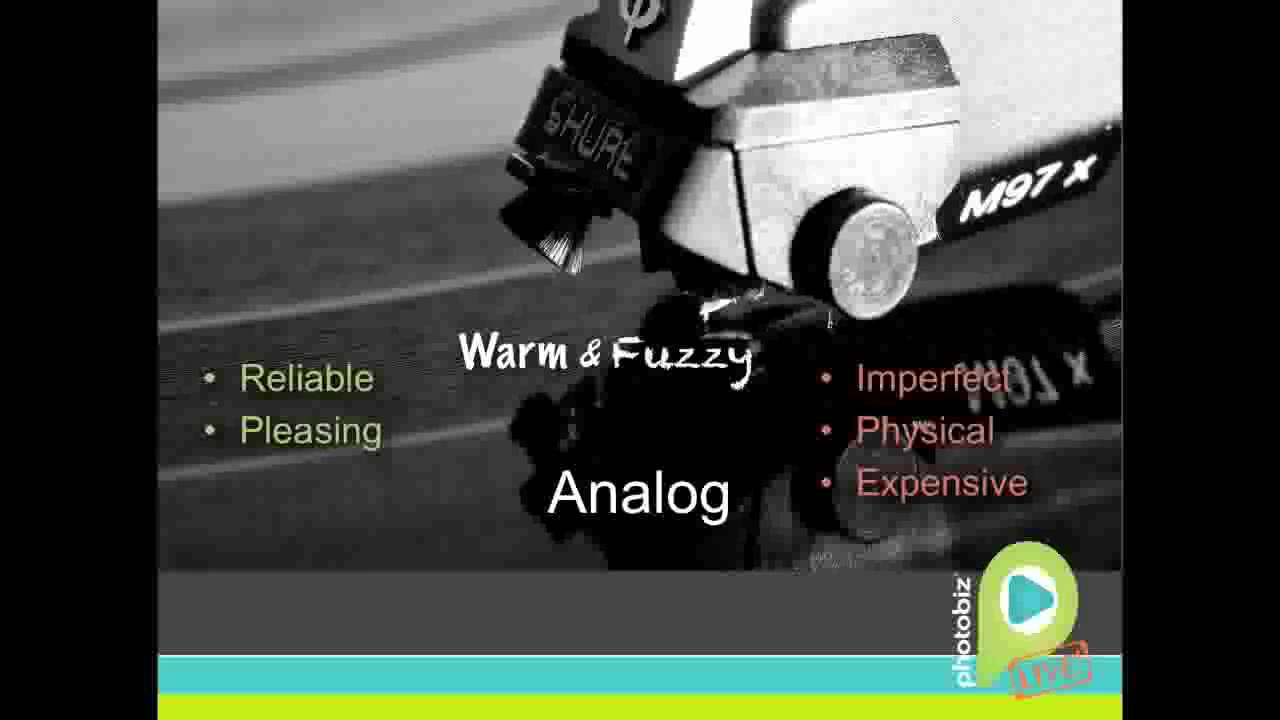 SHURE
M97 x
Warm & Fuzzy
• Reliable
• Pleasing
• Imperfect
• Physical
• Expensive
Analog
photobiz
LIVE